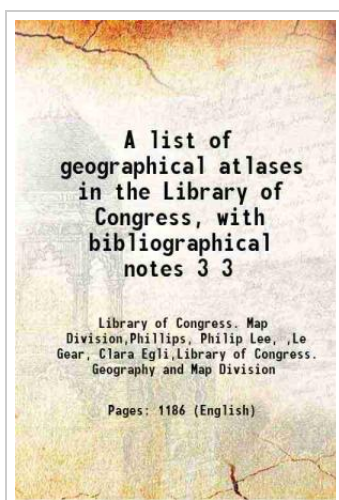 A list of
geographical atlases
in the Library of
Congress, with
bibliographical
notes 3 3
Library of Congress. Map
Division,Phillips, Philip Lee, ,Le
Gear, Clara Egli,Library of Congress.
Geography and Map Division
Pages: 1186 (English)